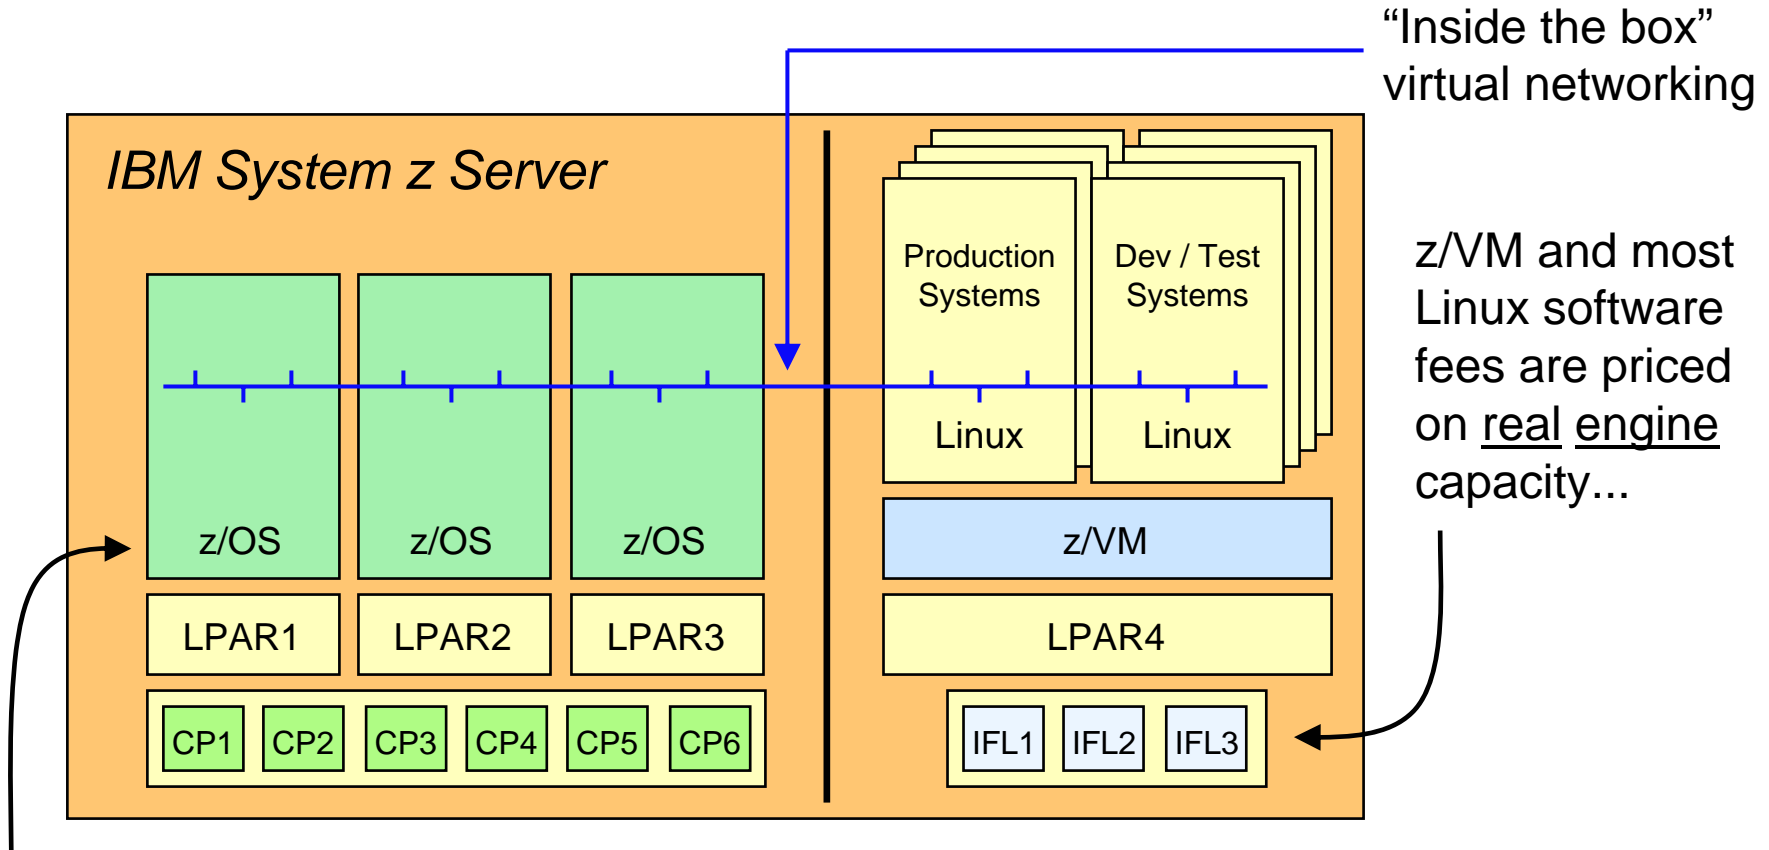 “Inside the box”
virtual networking
IBM System z Server
Production
Systems
Dev / Test
Systems
z/VM and most
Linux software
fees are priced
on real engine
capacity...
Linux
Linux
z/OS
z/OS
z/OS
z/VM
LPAR1
LPAR2
LPAR3
LPAR4
CP1
CP2
CP3
CP4
CP5
CP6
IFL1
IFL2
IFL3